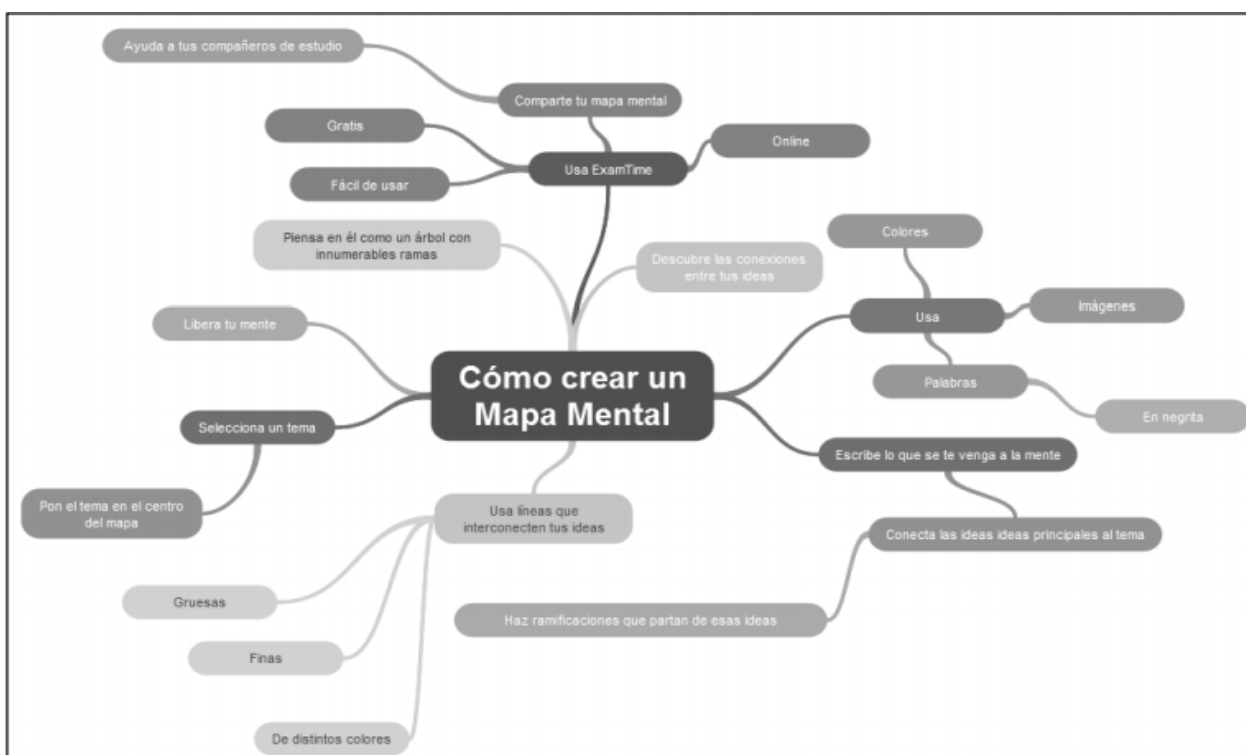 Ayuda a tus compañeros de estudio
Comparte tu mapa mental
Gratis
Online
Usa ExamTime
Fácil de usar
Piensa en él como un árbol con
innumerables ramas
Descubre las conexiones
entre tus ideas
Colores
Imágenes
Usa
Libera tu mente
Palabras
En negrita
Cómo crear un
Mapa Mental
Selecciona un tema
Escribe lo que se te venga a la mente
Pon el tema en el centro
del mapa
Usa líneas que
interconecten tus ideas
Conecta las ideas ideas principales al tema
Gruesas
Haz ramificaciones que partan de esas ideas
Finas
De distintos colores